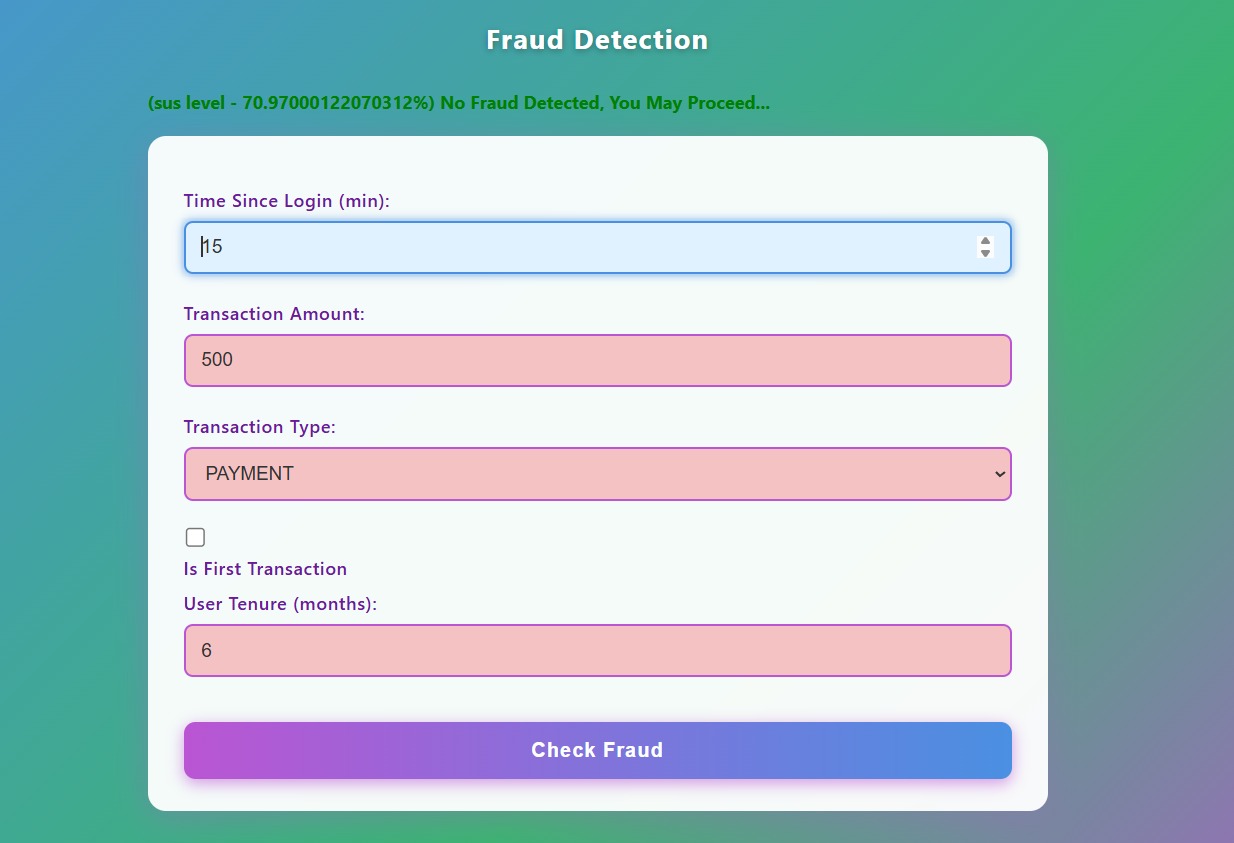 Fraud Detection
(sus level - 70.97000122070312%) No Fraud Detected, You May Proceed...
Time Since Login (min):
15
Transaction Amount:
500
Transaction Type:
PAYMENT
Is First Transaction
User Tenure (months):
6
Check Fraud